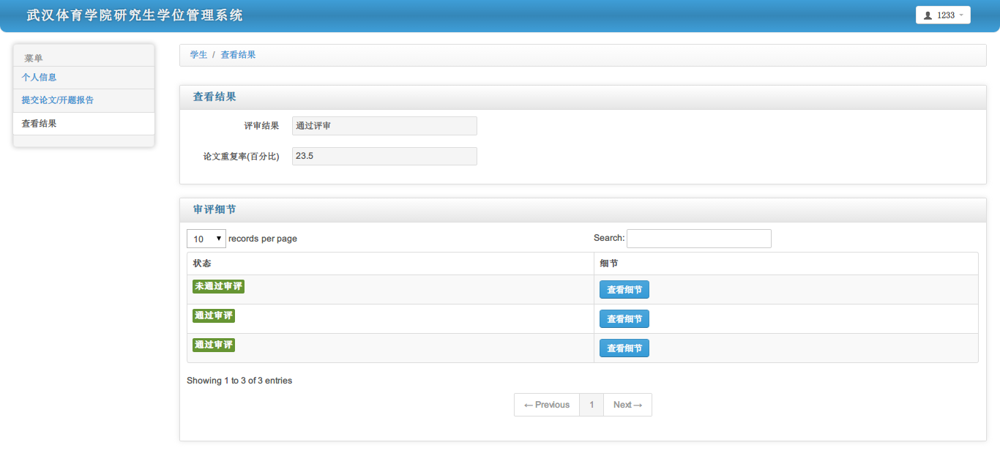 武汉体育学院研究生学位管理系统
1233
菜单
个人信息
提交论文/开题报告
查看结果
学生 / 查看结果
查看结果
评审结果 通过评审
论文重复率(百分比) 23.5
审评细节
10 records per page Search:
状态 细节
未通过审评 查看细节
通过审评 查看细节
通过审评 查看细节
Showing 1 to 3 of 3 entries
← Previous 1 Next →